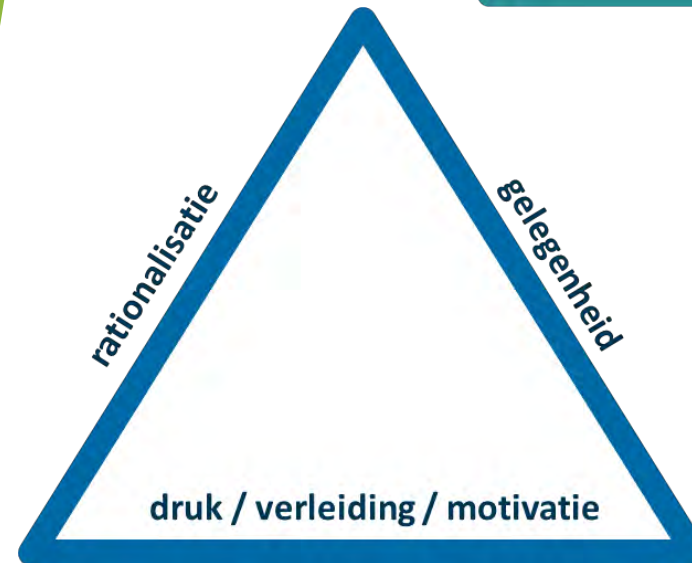 rationalisatie
gelegenheid
druk / verleiding / motivatie